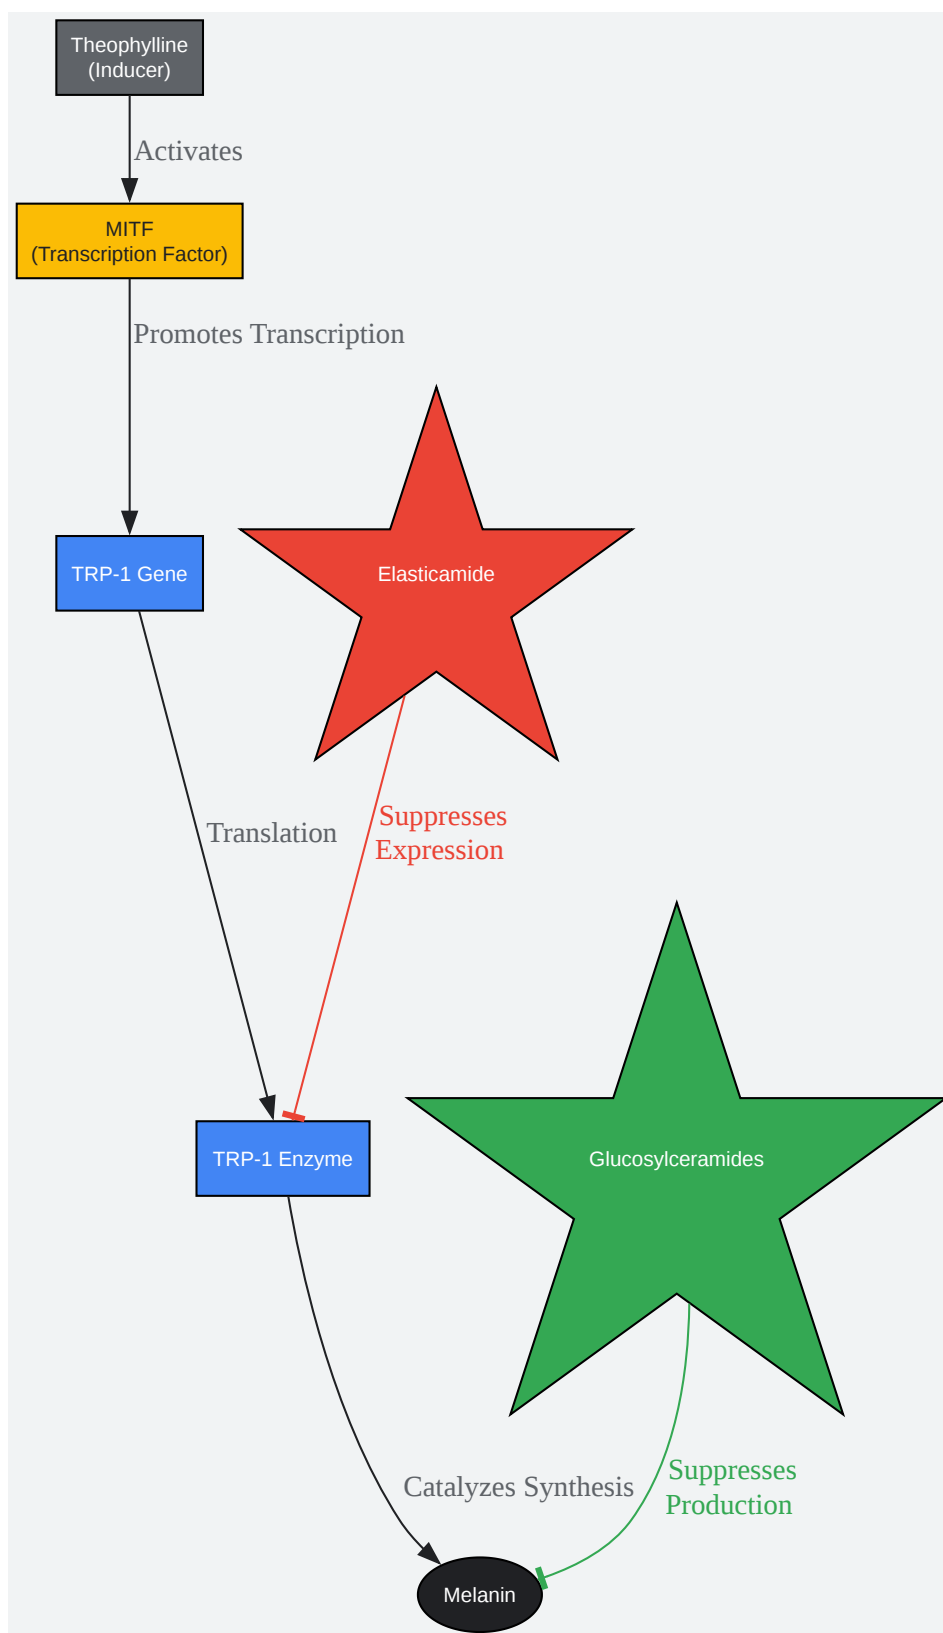 Theophylline
(Inducer)
Activates
MITF
(Transcription Factor)
Promotes Transcription
TRP-1 Gene
Elasticamide
Translation
Suppresses
Expression
TRP-1 Enzyme
Glucosylceramides
Catalyzes Synthesis
Suppresses
Production
Melanin